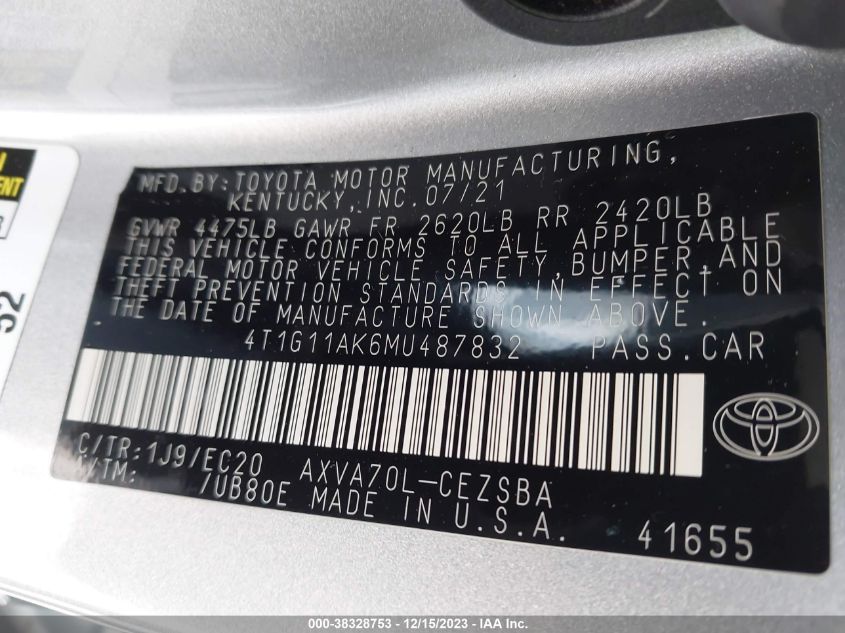 MFD. BY: TOYOTA MOTOR MANUFACTURING,
KENTUCKY, INC. 07/21
GVWR 4475LB GAWR FR 2620LB RR 2420LB
THIS VEHICLE CONFORMS TO ALL APPLICABLE
FEDERAL MOTOR VEHICLE SAFETY, BUMPER, AND
THEFT PREVENTION STANDARDS IN EFFECT ON
THE DATE OF MANUFACTURE SHOWN ABOVE.
4T1G11AK6MU487832 PASS. CAR
C/TR: 1J9/EC20 AXVA70L-CEZSBA
A/TM: /UB80E MADE IN U.S.A.
41655
52
000- 38328753 - 12/15/2023 - IAA Inc.